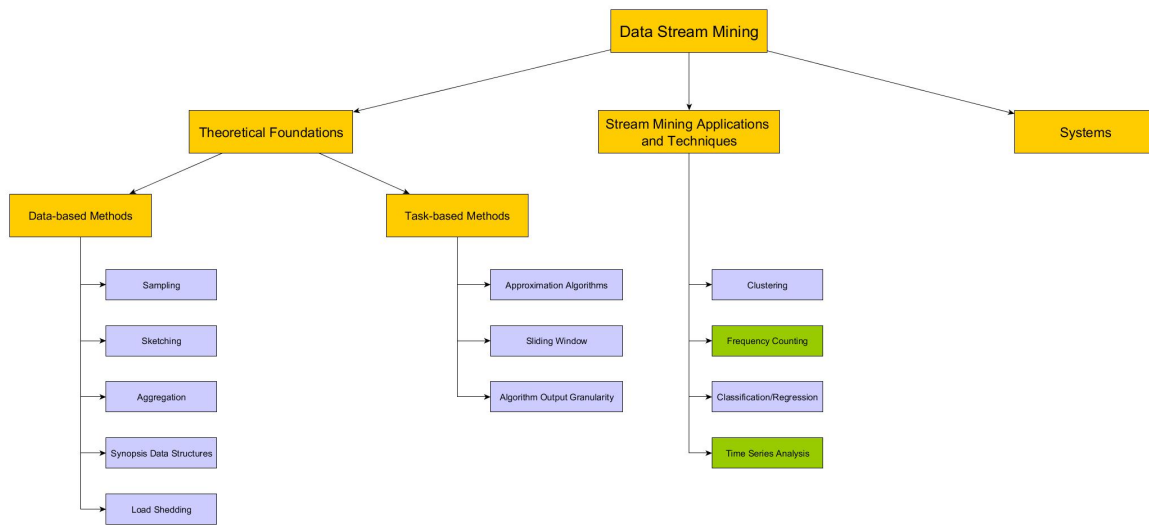 Data Stream Mining
Theoretical Foundations
Stream Mining Applications
and Techniques
Systems
Data-based Methods
Task-based Methods
Sampling
Approximation Algorithms
Clustering
Sketching
Sliding Window
Frequency Counting
Aggregation
Algorithm Output Granularity
Classification/Regression
Synopsis Data Structures
Time Series Analysis
Load Shedding